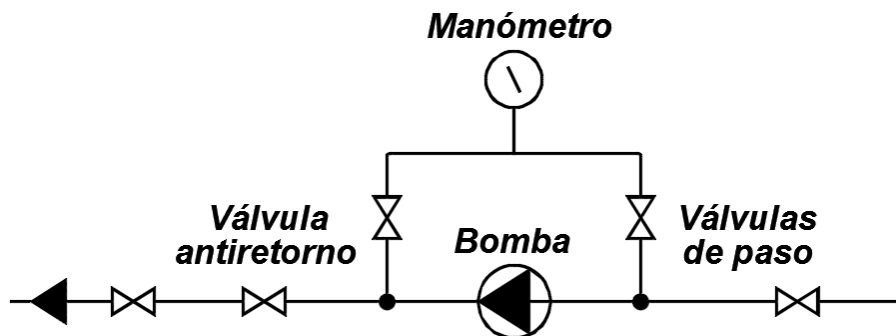 Manómetro
Válvula
antiretorno
Bomba
Válvulas
de paso